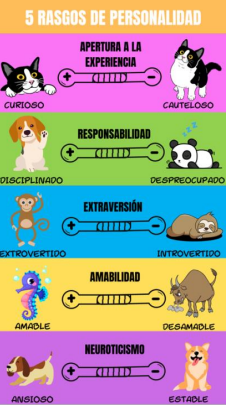 5 RASGOS DE PERSONALIDAD
APERTURA A LA
EXPERIENCIA
+ -
CURIOSO CAUTELOSO
RESPONSABILIDAD
+ -
DISCIPLINADO DESPREOCUPADO
EXTRAVERSIÓN
+ -
EXTROVERTIDO INTROVERTIDO
AMABILIDAD
+ -
AMABLE DESAMABLE
NEUROTICISMO
+ -
ANSIOSO ESTABLE